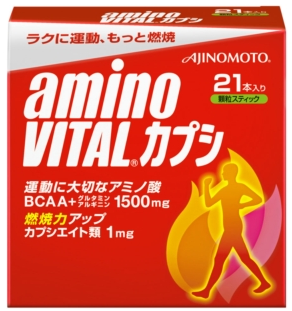 ラクに運動、もっと燃焼
AJINOMOTO®
21本入り
顆粒スティック
amino
VITAL®カプシ
運動に大切なアミノ酸
BCAA+グルタミン アルギニン 1500mg
燃焼力アップ
カプシエイト類 1mg